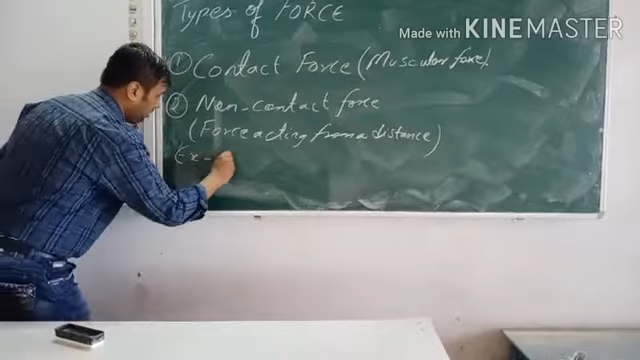 Types of FORCE
Made with KINEMASTER
① Contact Force (Muscular force)
② Non-contact force
(Force acting from a distance)
Ex -